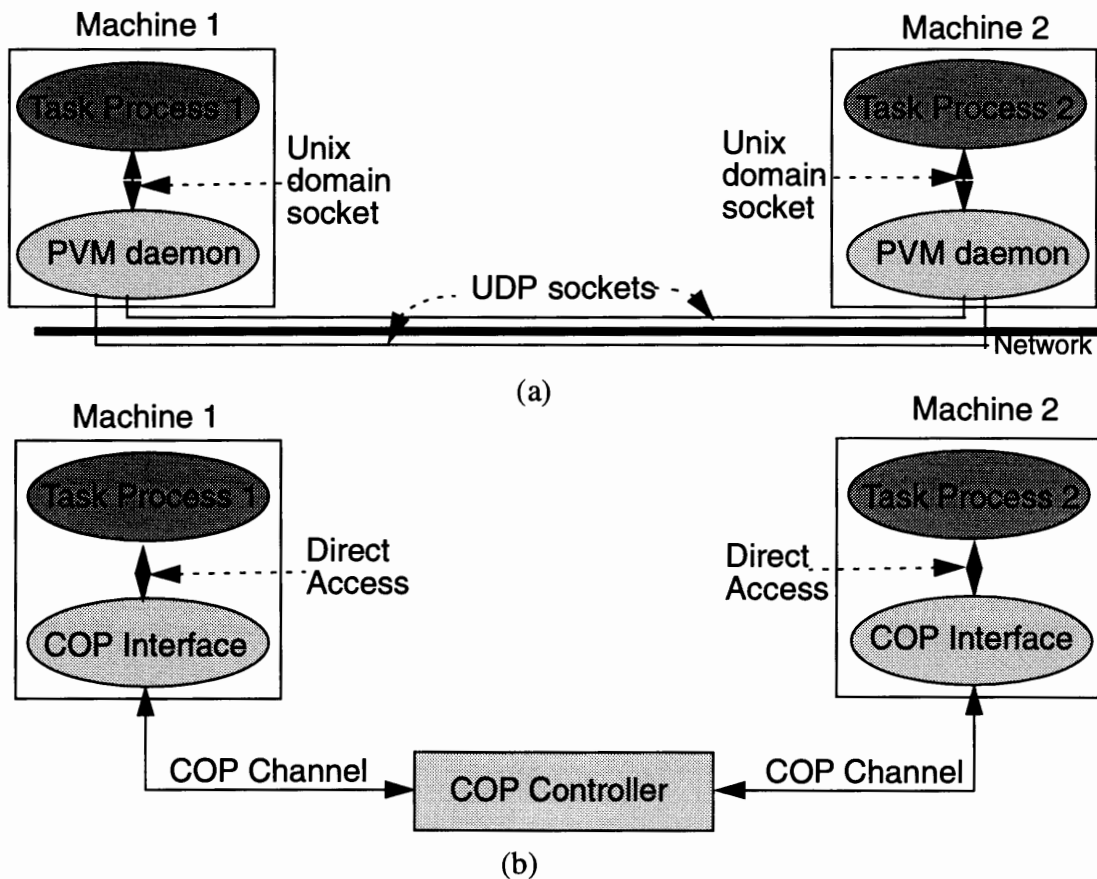 Machine 1
Machine 2
Task Process 1
Task Process 2
Unix
domain
socket
Unix
domain
socket
PVM daemon
PVM daemon
UDP sockets
Network
(a)
Machine 1
Machine 2
Task Process 1
Task Process 2
Direct
Access
Direct
Access
COP Interface
COP Interface
COP Channel
COP Controller
COP Channel
(b)